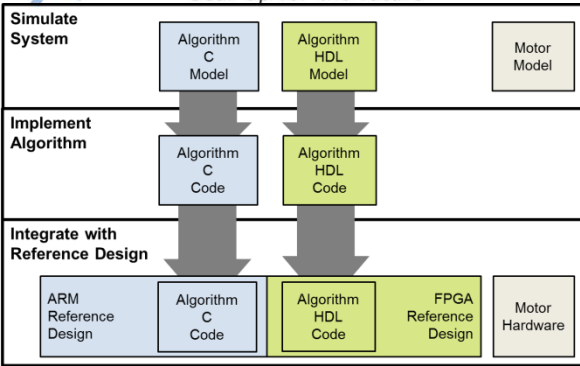 Simulate
System
Algorithm
C
Model
Algorithm
HDL
Model
Motor
Model
Implement
Algorithm
Algorithm
C
Code
Algorithm
HDL
Code
Integrate with
Reference Design
ARM
Reference
Design
Algorithm
C
Code
Algorithm
HDL
Code
FPGA
Reference
Design
Motor
Hardware